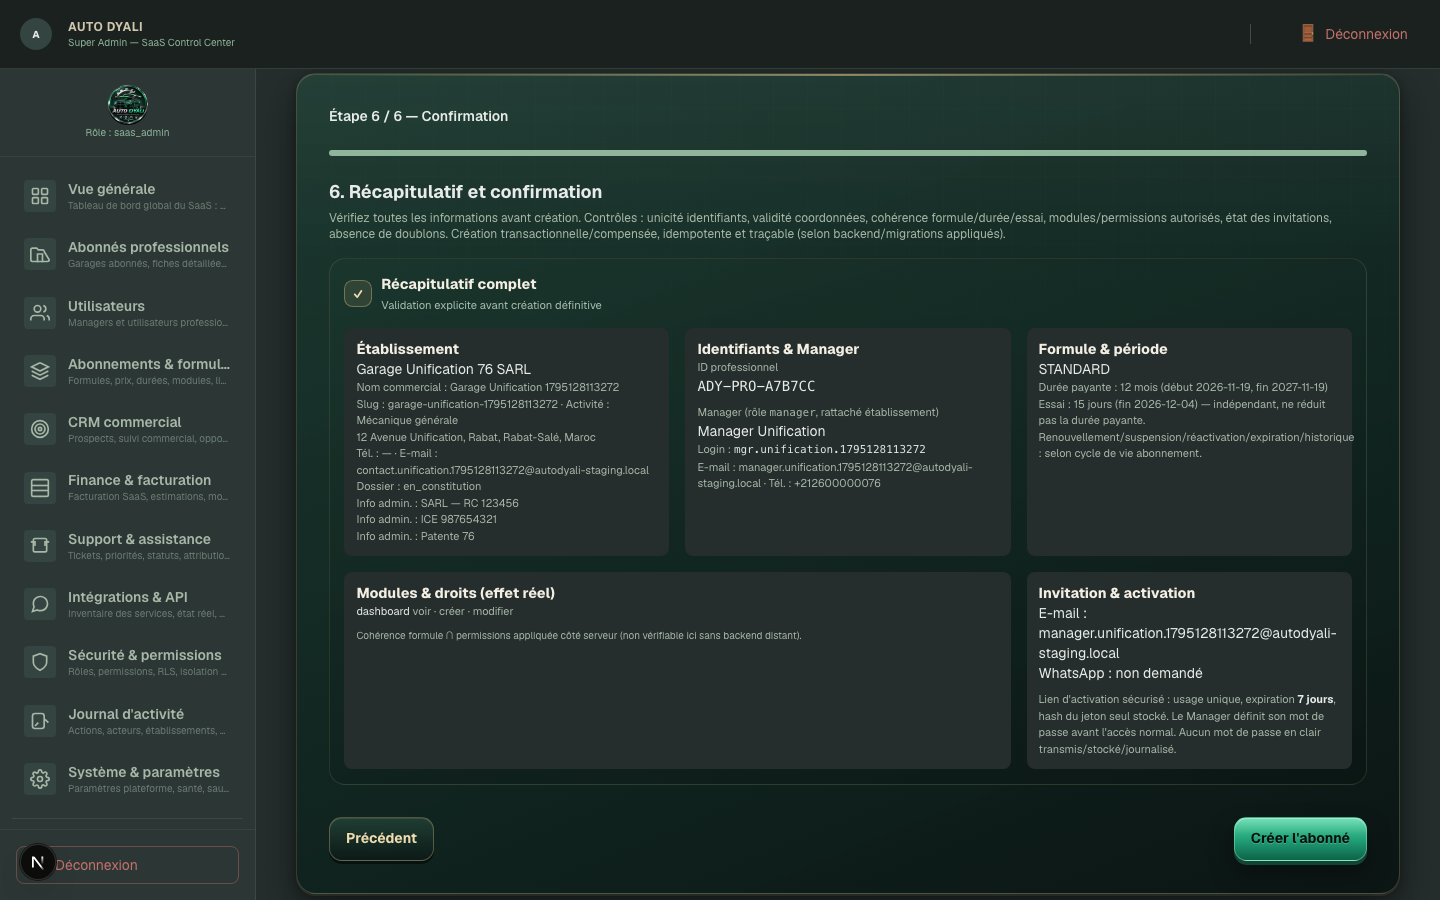 A
AUTO DYALI
Super Admin — SaaS Control Center
Déconnexion
AUTO DYALI
Rôle : saas_admin
Vue générale
Tableau de bord global du SaaS : ...
Abonnés professionnels
Garages abonnés, fiches détaillée...
Utilisateurs
Managers et utilisateurs professio...
Abonnements & formul...
Formules, prix, durées, modules, li...
CRM commercial
Prospects, suivi commercial, oppo...
Finance & facturation
Facturation SaaS, estimations, mo...
Support & assistance
Tickets, priorités, statuts, attributio...
Intégrations & API
Inventaire des services, état réel, ...
Sécurité & permissions
Rôles, permissions, RLS, isolation ...
Journal d'activité
Actions, acteurs, établissements, ...
Système & paramètres
Paramètres plateforme, santé, sau...
N
Déconnexion
Étape 6 / 6 — Confirmation
6. Récapitulatif et confirmation
Vérifiez toutes les informations avant création. Contrôles : unicité identifiants, validité coordonnées, cohérence formule/durée/essai, modules/permissions autorisés, état des invitations,
absence de doublons. Création transactionnelle/compensée, idempotente et traçable (selon backend/migrations appliqués).
Récapitulatif complet
Validation explicite avant création définitive
Établissement
Garage Unification 76 SARL
Nom commercial : Garage Unification 1795128113272
Slug : garage-unification-1795128113272 · Activité :
Mécanique générale
12 Avenue Unification, Rabat, Rabat-Salé, Maroc
Tél. : — · E-mail :
contact.unification.1795128113272@autodyali-staging.local
Dossier : en_constitution
Info admin. : SARL — RC 123456
Info admin. : ICE 987654321
Info admin. : Patente 76
Identifiants & Manager
ID professionnel
ADY-PRO-A7B7CC
Manager (rôle manager, rattaché établissement)
Manager Unification
Login : mgr.unification.1795128113272
E-mail : manager.unification.1795128113272@autodyali-
staging.local · Tél. : +212600000076
Formule & période
STANDARD
Durée payante : 12 mois (début 2026-11-19, fin 2027-11-19)
Essai : 15 jours (fin 2026-12-04) — indépendant, ne réduit
pas la durée payante.
Renouvellement/suspension/réactivation/expiration/historique
: selon cycle de vie abonnement.
Modules & droits (effet réel)
dashboard voir · créer · modifier
Cohérence formule ∩ permissions appliquée côté serveur (non vérifiable ici sans backend distant).
Invitation & activation
E-mail :
manager.unification.1795128113272@autodyali-
staging.local
WhatsApp : non demandé
Lien d'activation sécurisé : usage unique, expiration 7 jours,
hash du jeton seul stocké. Le Manager définit son mot de
passe avant l'accès normal. Aucun mot de passe en clair
transmis/stocké/journalisé.
Précédent
Créer l'abonné